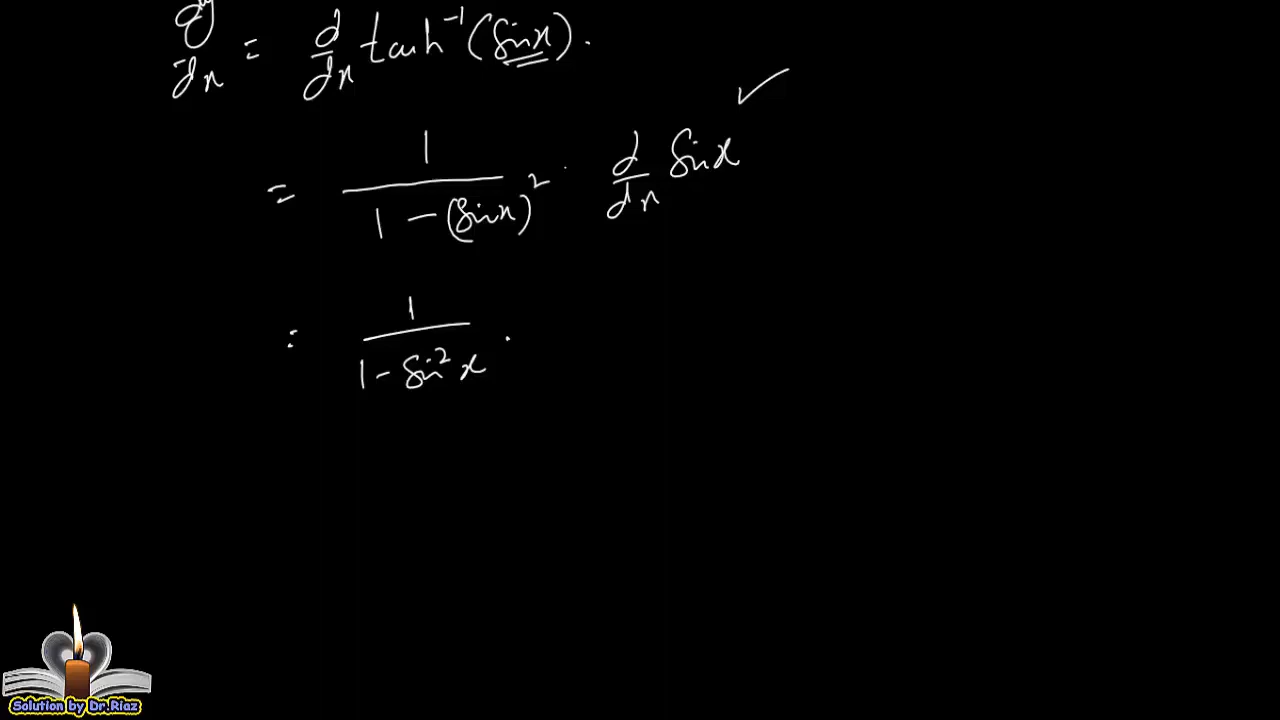 dy/dx = d/dx tanh⁻¹(sinx).
= 1/(1-(sinx)²) · d/dx sinx ✓
= 1/(1-sin²x) ·
Solution by Dr.Riaz